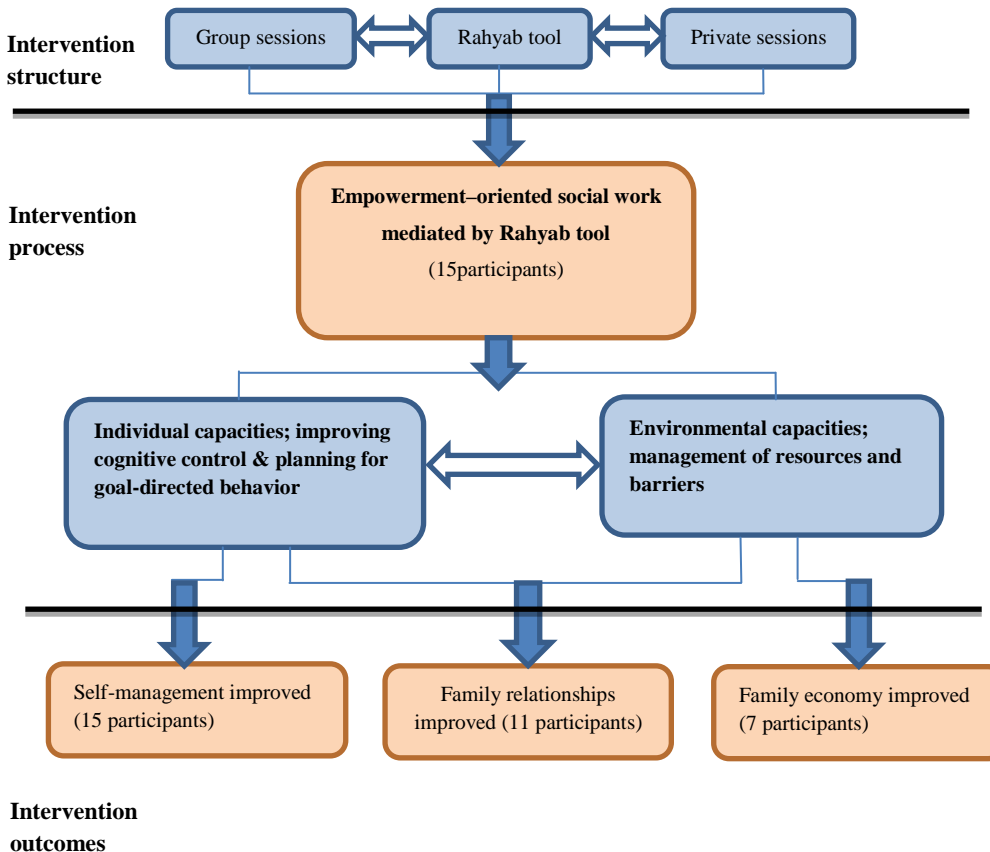 Intervention
structure
Group sessions
Rahyab tool
Private sessions
Intervention
process
Empowerment–oriented social work
mediated by Rahyab tool
(15participants)
Individual capacities; improving
cognitive control & planning for
goal-directed behavior
Environmental capacities;
management of resources and
barriers
Self-management improved
(15 participants)
Family relationships
improved (11 participants)
Family economy improved
(7 participants)
Intervention
outcomes